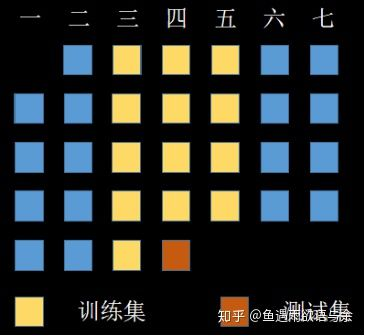 一 二 三 四 五 六 七
训练集 测试集
知乎 @鱼遇雨欲语与余